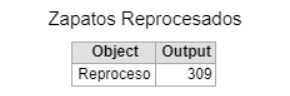 Zapatos Reprocesados
Object Output
Reproceso 309